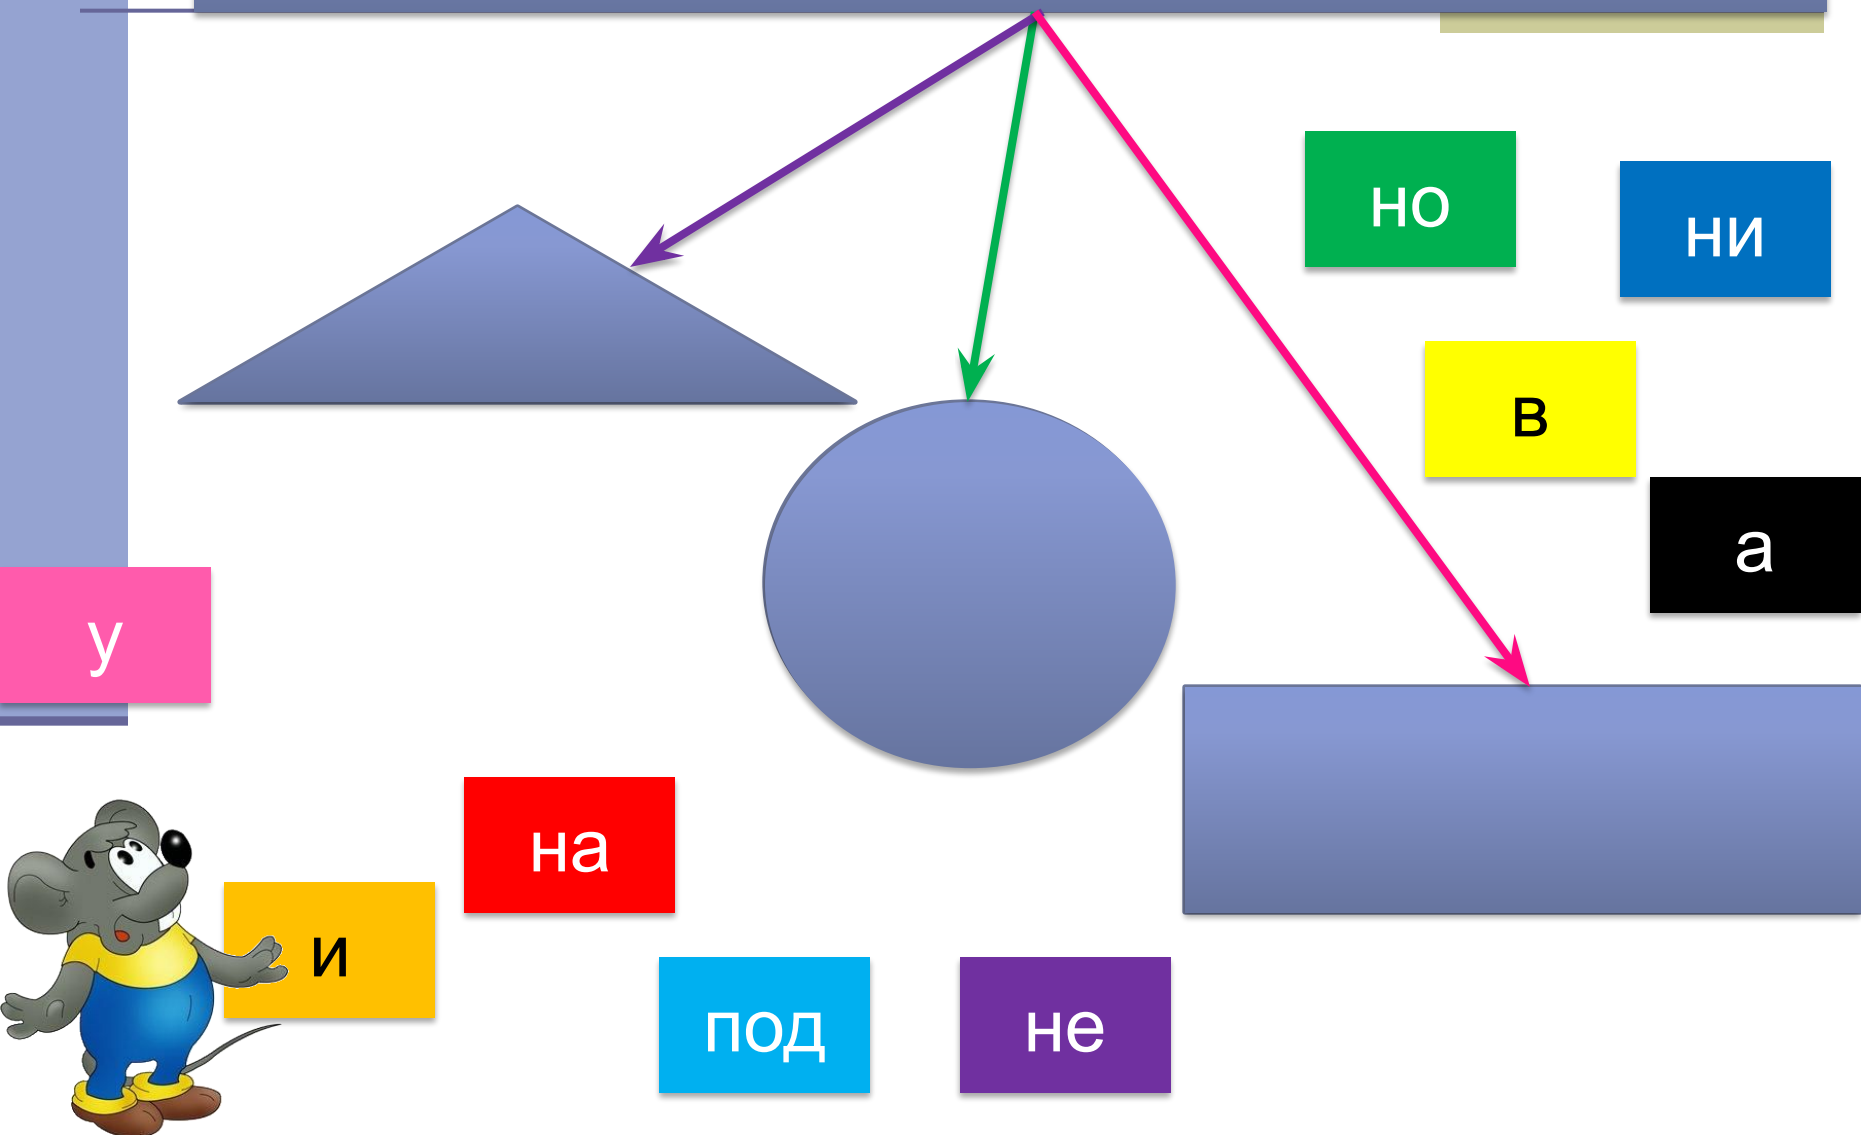 но
ни
в
а
у
на
и
под
не